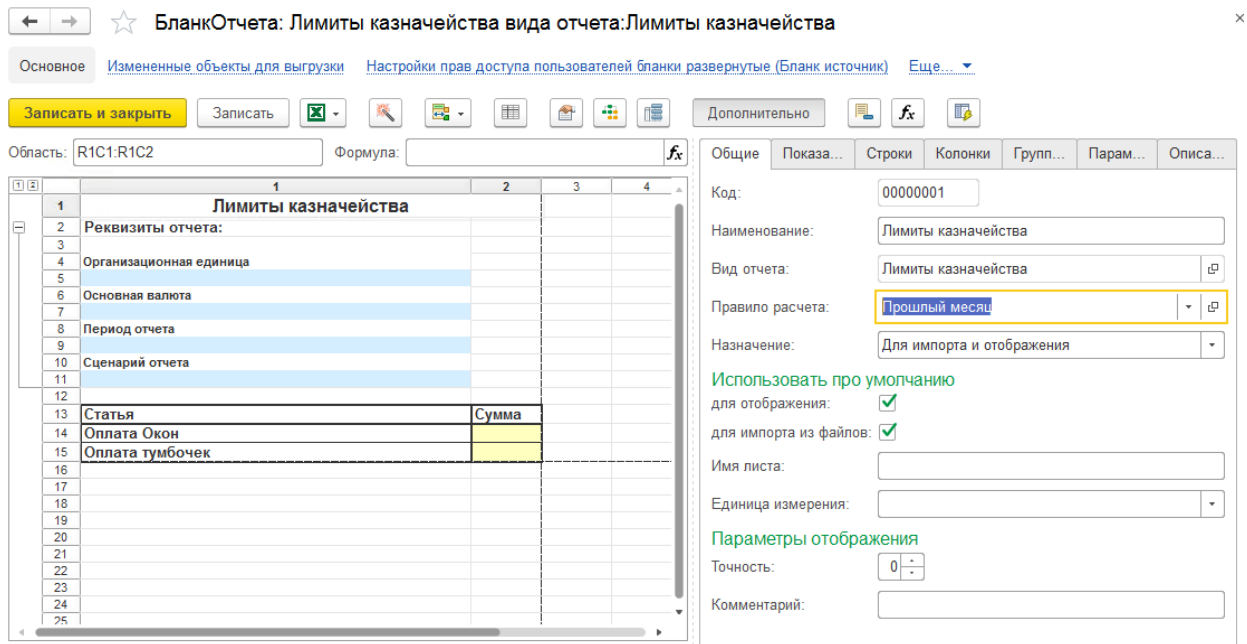 БланкОтчета: Лимиты казначейства вида отчета:Лимиты казначейства
Основное Измененные объекты для выгрузки Настройки прав доступа пользователей бланки развернутые (Бланк источник) Еще...
Записать и закрыть Записать Дополнительно fx
Область: R1C1:R1C2 Формула: fx
Общие Показа... Строки Колонки Групп... Парам... Описа...
1 2 1 2 3 4
1 Лимиты казначейства
2 Реквизиты отчета:
3
4 Организационная единица
5
6 Основная валюта
7
8 Период отчета
9
10 Сценарий отчета
11
12
13 Статья Сумма
14 Оплата Окон
15 Оплата тумбочек
16
17
18
19
20
21
22
23
24
25
Код: 00000001
Наименование: Лимиты казначейства
Вид отчета: Лимиты казначейства
Правило расчета: Прошлый месяц
Назначение: Для импорта и отображения
Использовать про умолчанию
для отображения:
для импорта из файлов:
Имя листа:
Единица измерения:
Параметры отображения
Точность: 0
Комментарий: